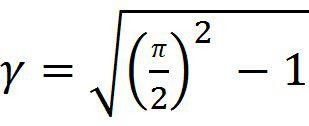 γ = √((π/2)² − 1)